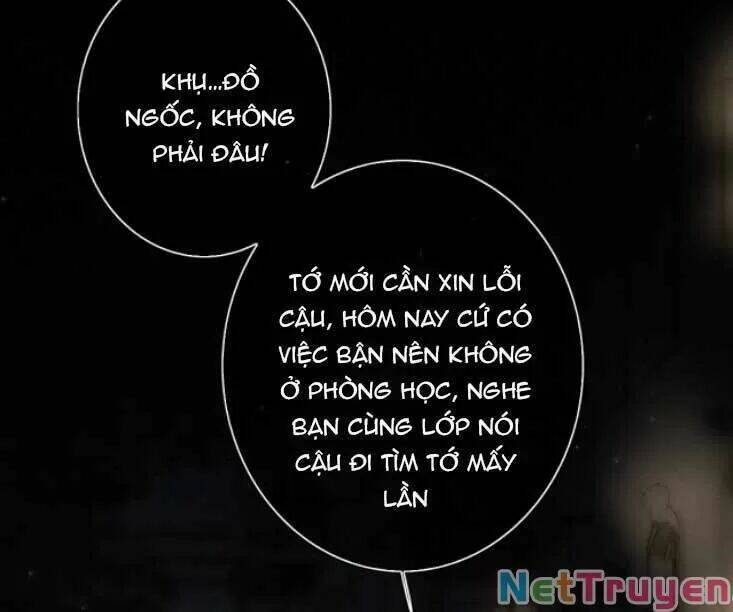 KHỤ...ĐỒ
NGỐC, KHÔNG
PHẢI ĐÂU!
TỚ MỚI CẦN XIN LỖI
CẬU, HÔM NAY CỨ CÓ
VIỆC BẬN NÊN KHÔNG
Ở PHÒNG HỌC, NGHE
BẠN CÙNG LỚP NÓI
CẬU ĐI TÌM TỚ MẤY
LẦN
NetTruyen